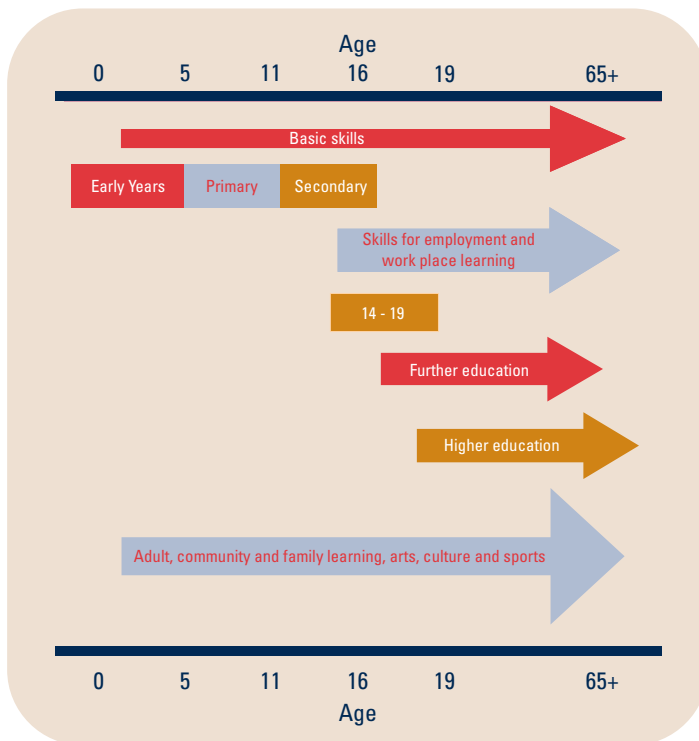 Age
0 5 11 16 19 65+
Basic skills
Early Years Primary Secondary
Skills for employment and
work place learning
14 - 19
Further education
Higher education
Adult, community and family learning, arts, culture and sports
0 5 11 16 19 65+
Age